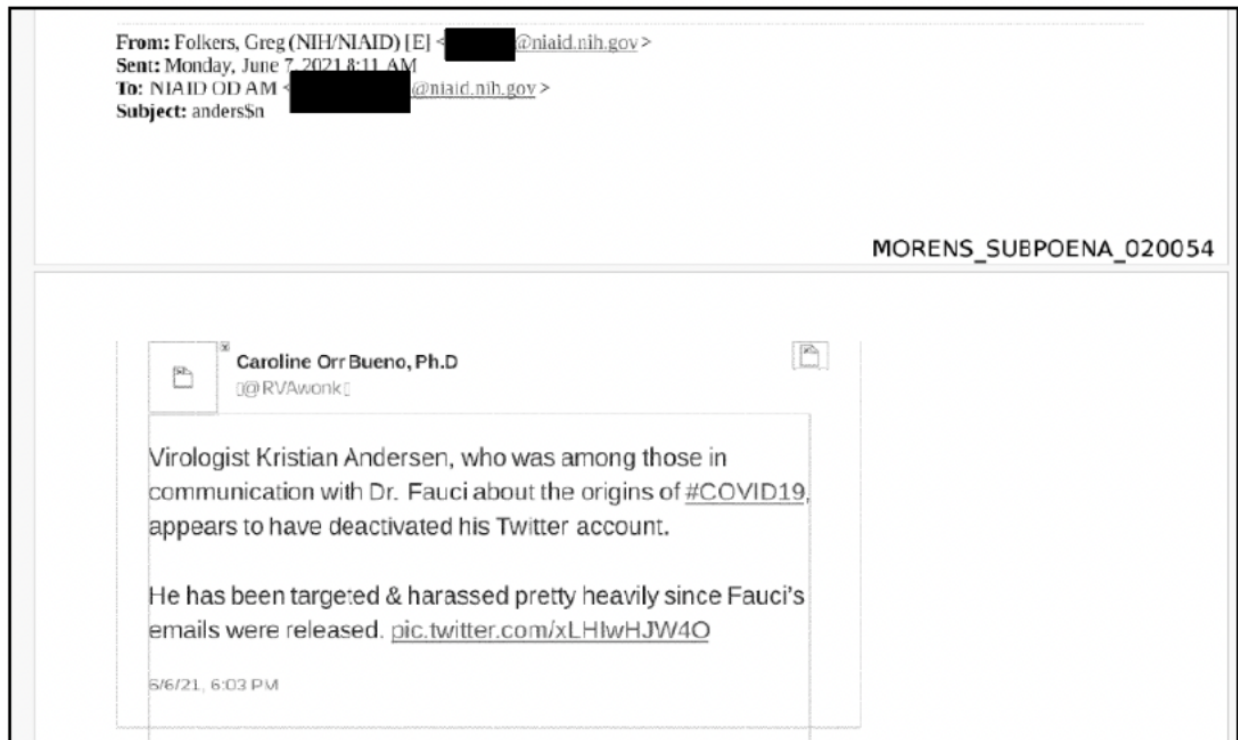 From: Folkers, Greg (NIH/NIAID) [E] < @niaid.nih.gov >
Sent: Monday, June 7, 2021 8:11 AM
To: NIAID OD AM < @niaid.nih.gov >
Subject: anders$n
MORENS_SUBPOENA_020054
Caroline Orr Bueno, Ph.D
@RVAwonk
Virologist Kristian Andersen, who was among those in
communication with Dr. Fauci about the origins of #COVID19,
appears to have deactivated his Twitter account.
He has been targeted & harassed pretty heavily since Fauci's
emails were released. pic.twitter.com/xLHIwHJW4O
6/6/21, 6:03 PM